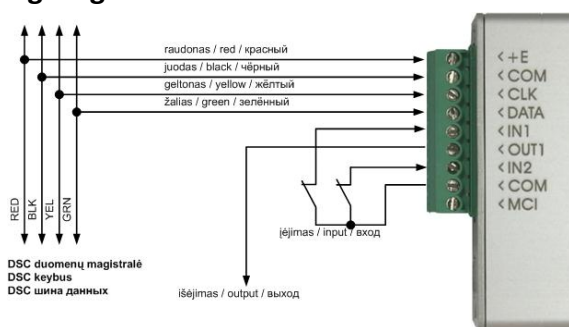 raudonas / red / красный
juodas / black / чёрный
geltonas / yellow / жёлтый
žalias / green / зелённый
<+E
<COM
<CLK
<DATA
<IN1
<OUT1
<IN2
<COM
<MCI
RED
BLK
YEL
GRN
įėjimas / input / вход
DSC duomenų magistralė
DSC keybus
DSC шина данных
išėjimas / output / выход